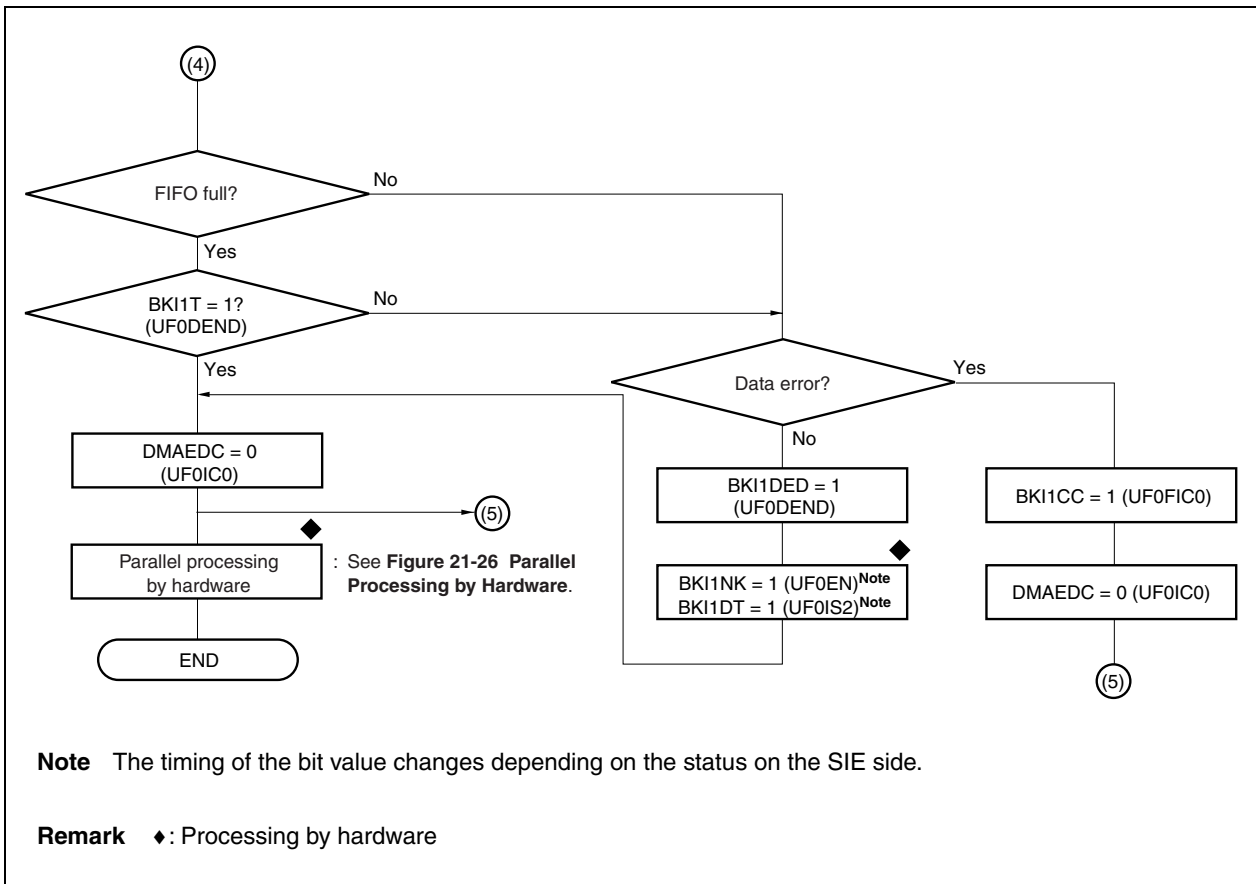 (4)
FIFO full?
No
Yes
BKI1T = 1?
(UF0DEND)
No
Yes
Data error?
Yes
No
DMAEDC = 0
(UF0IC0)
(5)
Parallel processing
by hardware
: See Figure 21-26 Parallel
Processing by Hardware.
END
BKI1DED = 1
(UF0DEND)
BKI1NK = 1 (UF0EN)Note
BKI1DT = 1 (UF0IS2)Note
BKI1CC = 1 (UF0FIC0)
DMAEDC = 0 (UF0IC0)
(5)
Note The timing of the bit value changes depending on the status on the SIE side.
Remark ♦: Processing by hardware